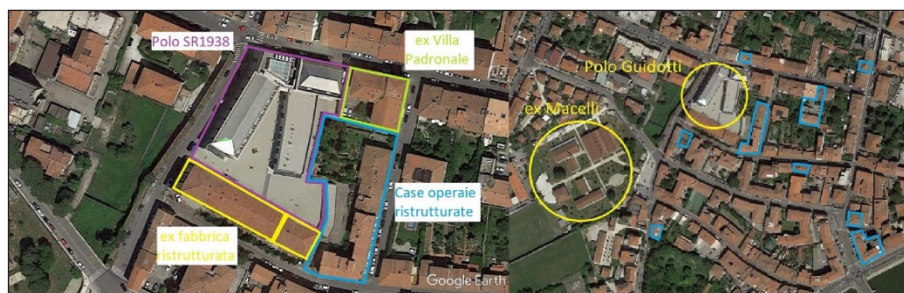 Polo SR1938
ex Villa
Padronale
Case operaie
ristrutturate
ex fabbrica
ristrutturata
Google Earth
Polo Guidotti
ex Macelli